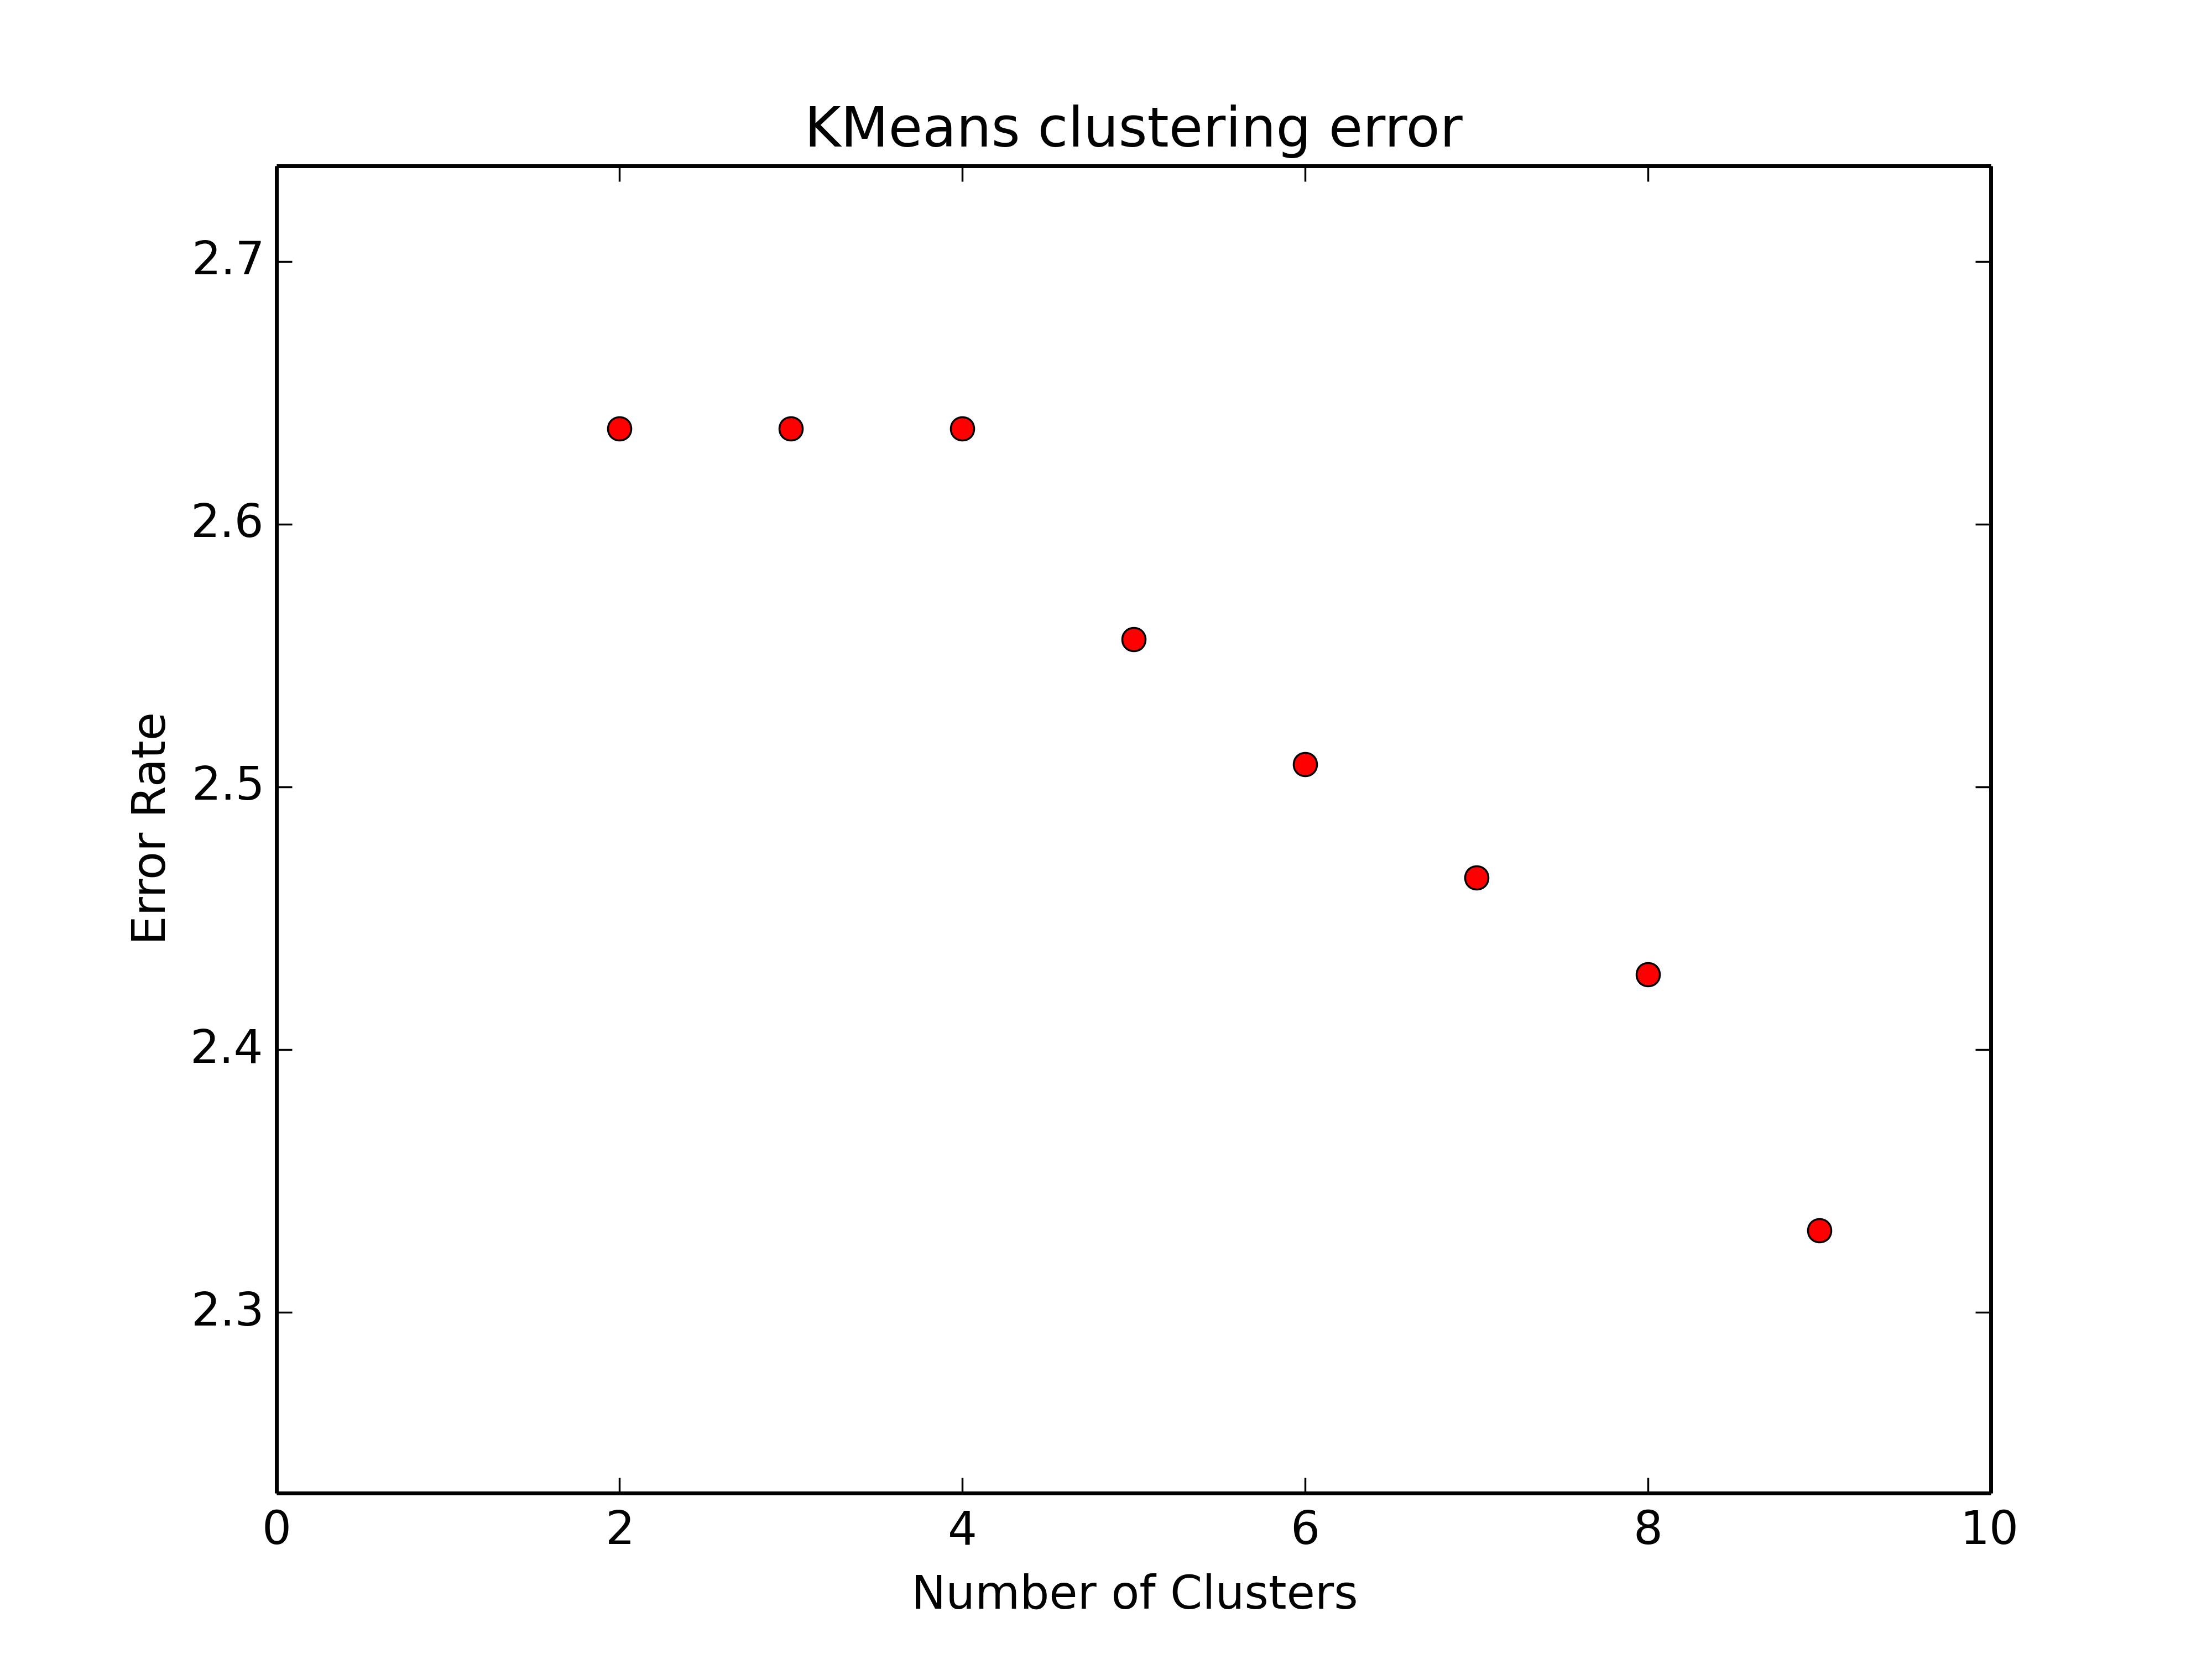 KMeans clustering error
2.7
2.6
2.5
2.4
2.3
Error Rate
0 2 4 6 8 10
Number of Clusters